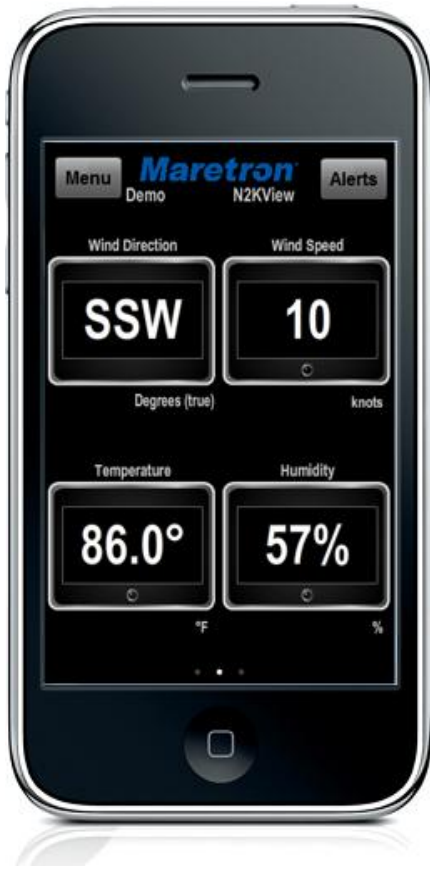 Menu
Maretron
Alerts
Demo
N2KView
Wind Direction
Wind Speed
SSW
10
Degrees (true)
knots
Temperature
Humidity
86.0°
57%
°F
%